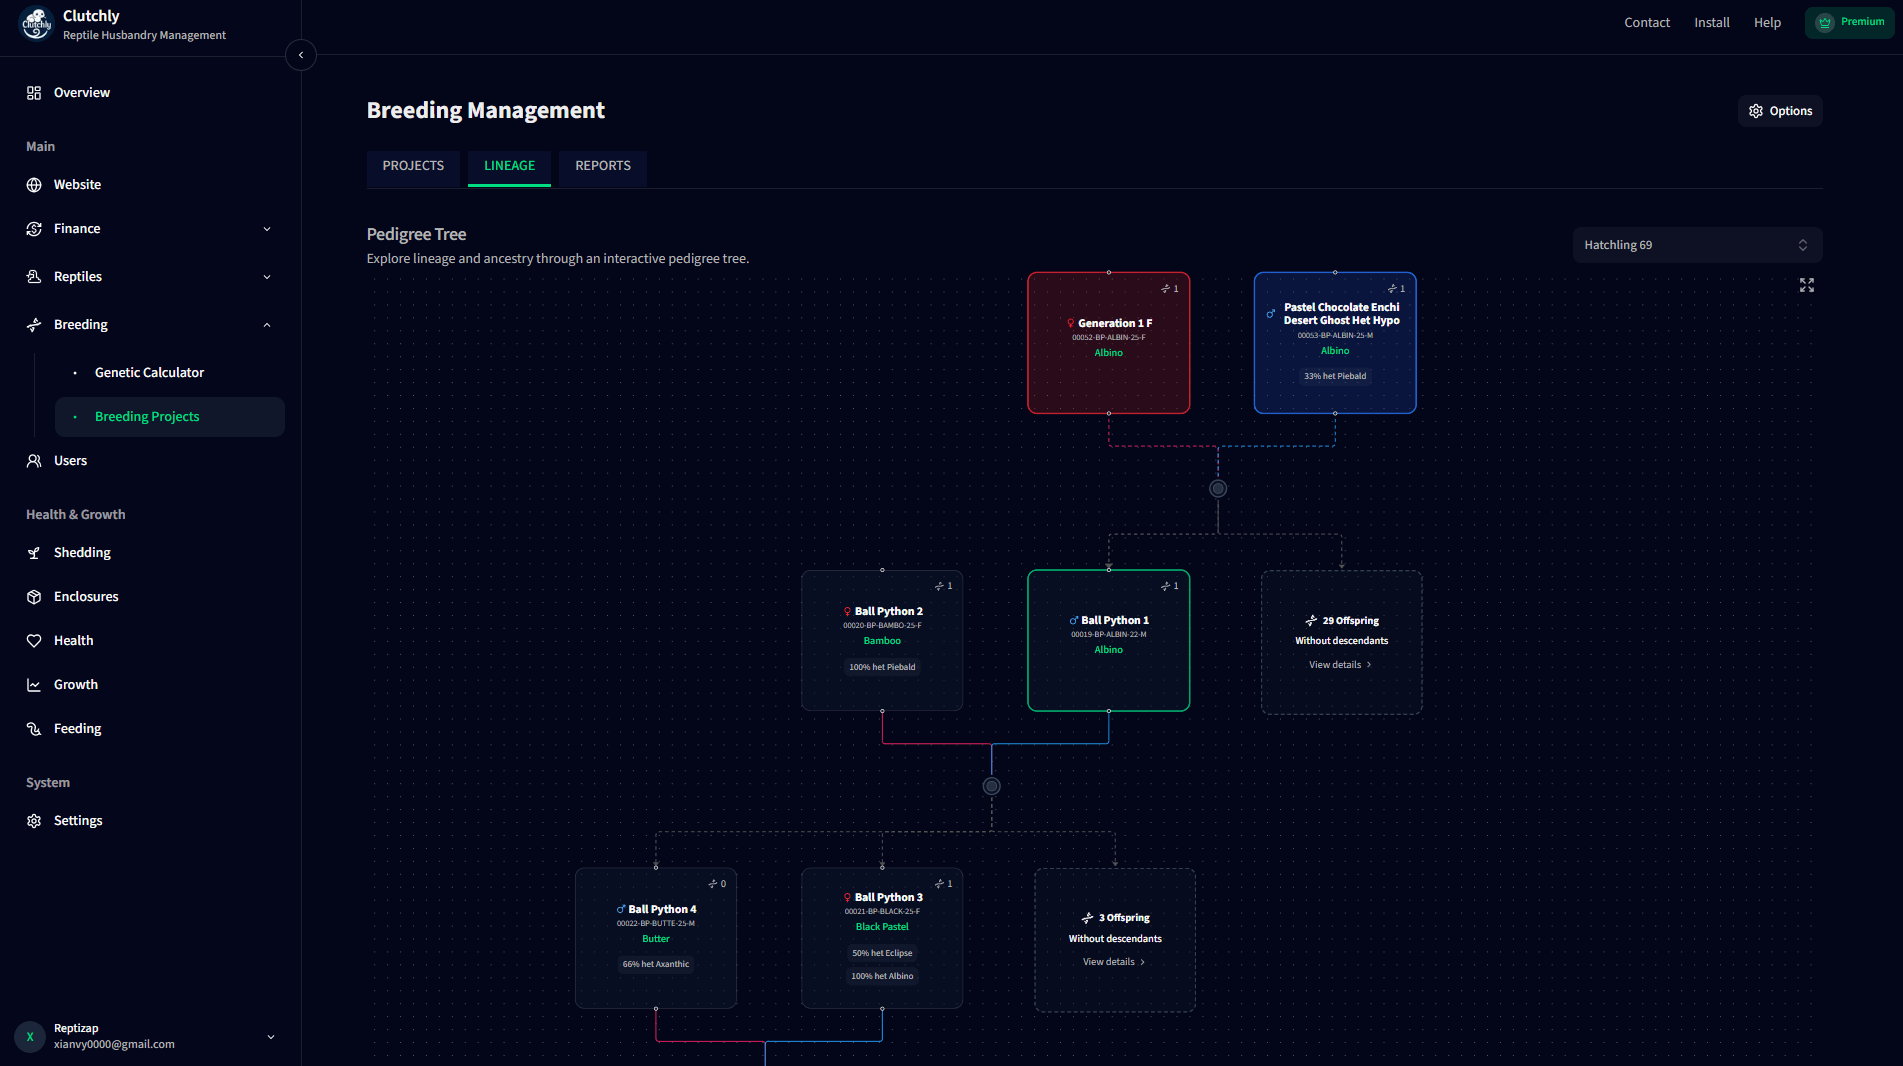 Clutchly
Clutchly
Reptile Husbandry Management
Contact
Install
Help
Premium
Overview
Main
Website
Finance
Reptiles
Breeding
Genetic Calculator
Breeding Projects
Users
Health & Growth
Shedding
Enclosures
Health
Growth
Feeding
System
Settings
X
Reptizap
xianvy0000@gmail.com
Breeding Management
Options
PROJECTS
LINEAGE
REPORTS
Pedigree Tree
Explore lineage and ancestry through an interactive pedigree tree.
Hatchling 69
1
♀ Generation 1 F
00052-BP-ALBIN-25-F
Albino
1
♂ Pastel Chocolate Enchi
Desert Ghost Het Hypo
00053-BP-ALBIN-25-M
Albino
33% het Piebald
1
♀ Ball Python 2
00020-BP-BAMBO-25-F
Bamboo
100% het Piebald
1
♂ Ball Python 1
00019-BP-ALBIN-22-M
Albino
29 Offspring
Without descendants
View details >
0
♂ Ball Python 4
00022-BP-BUTTE-25-M
Butter
66% het Axanthic
1
♀ Ball Python 3
00021-BP-BLACK-25-F
Black Pastel
50% het Eclipse
100% het Albino
3 Offspring
Without descendants
View details >